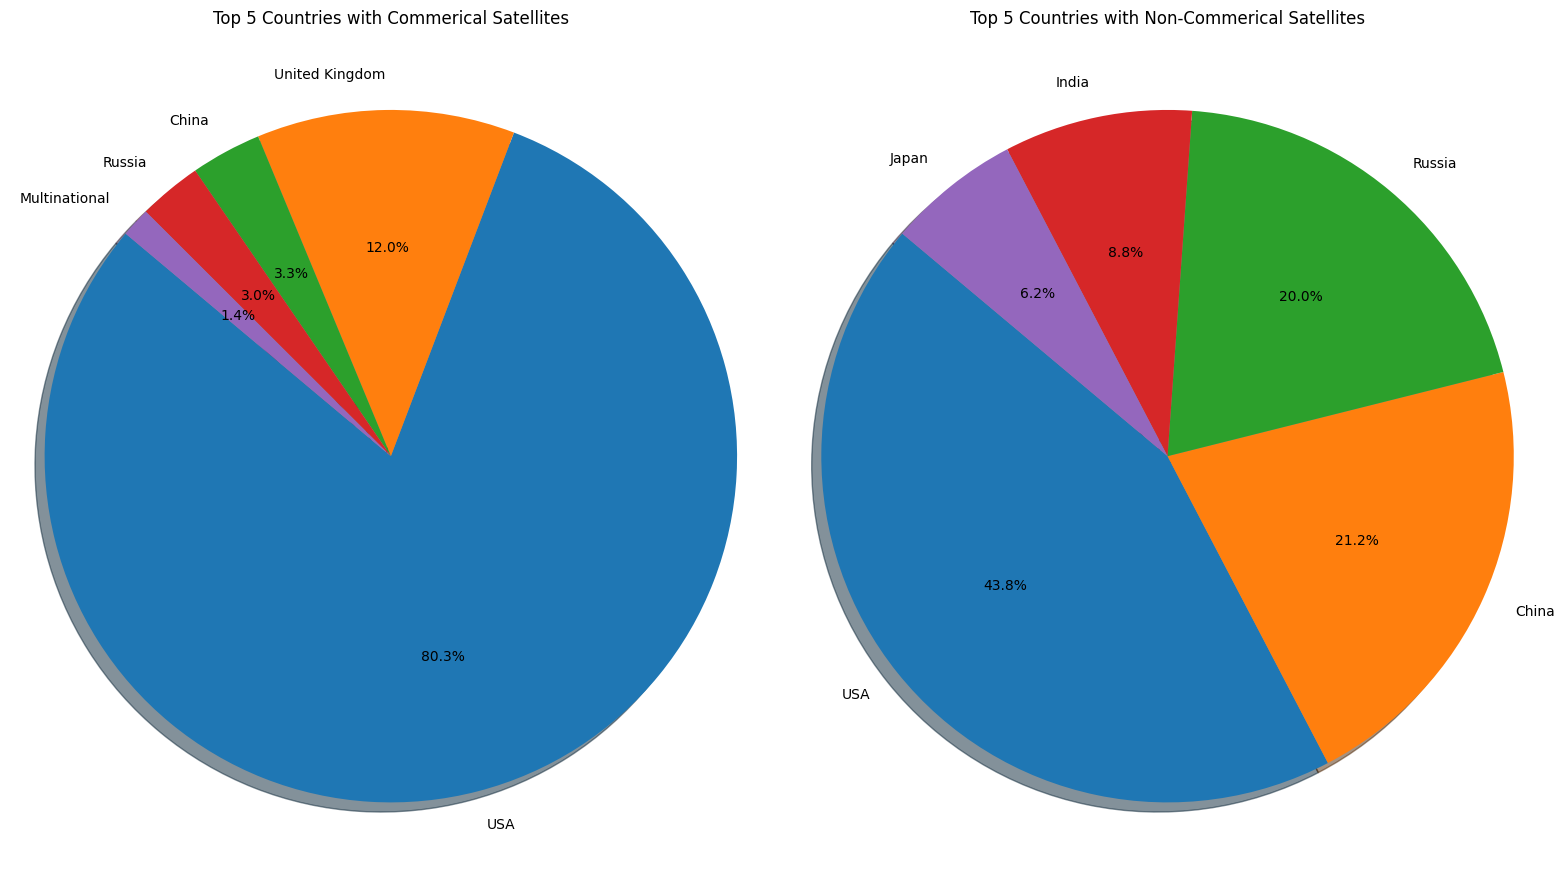 Top 5 Countries with Commerical Satellites
United Kingdom
China
Russia
Multinational
12.0%
3.3%
3.0%
1.4%
80.3%
USA
Top 5 Countries with Non-Commerical Satellites
India
Japan
Russia
8.8%
6.2%
20.0%
21.2%
43.8%
China
USA